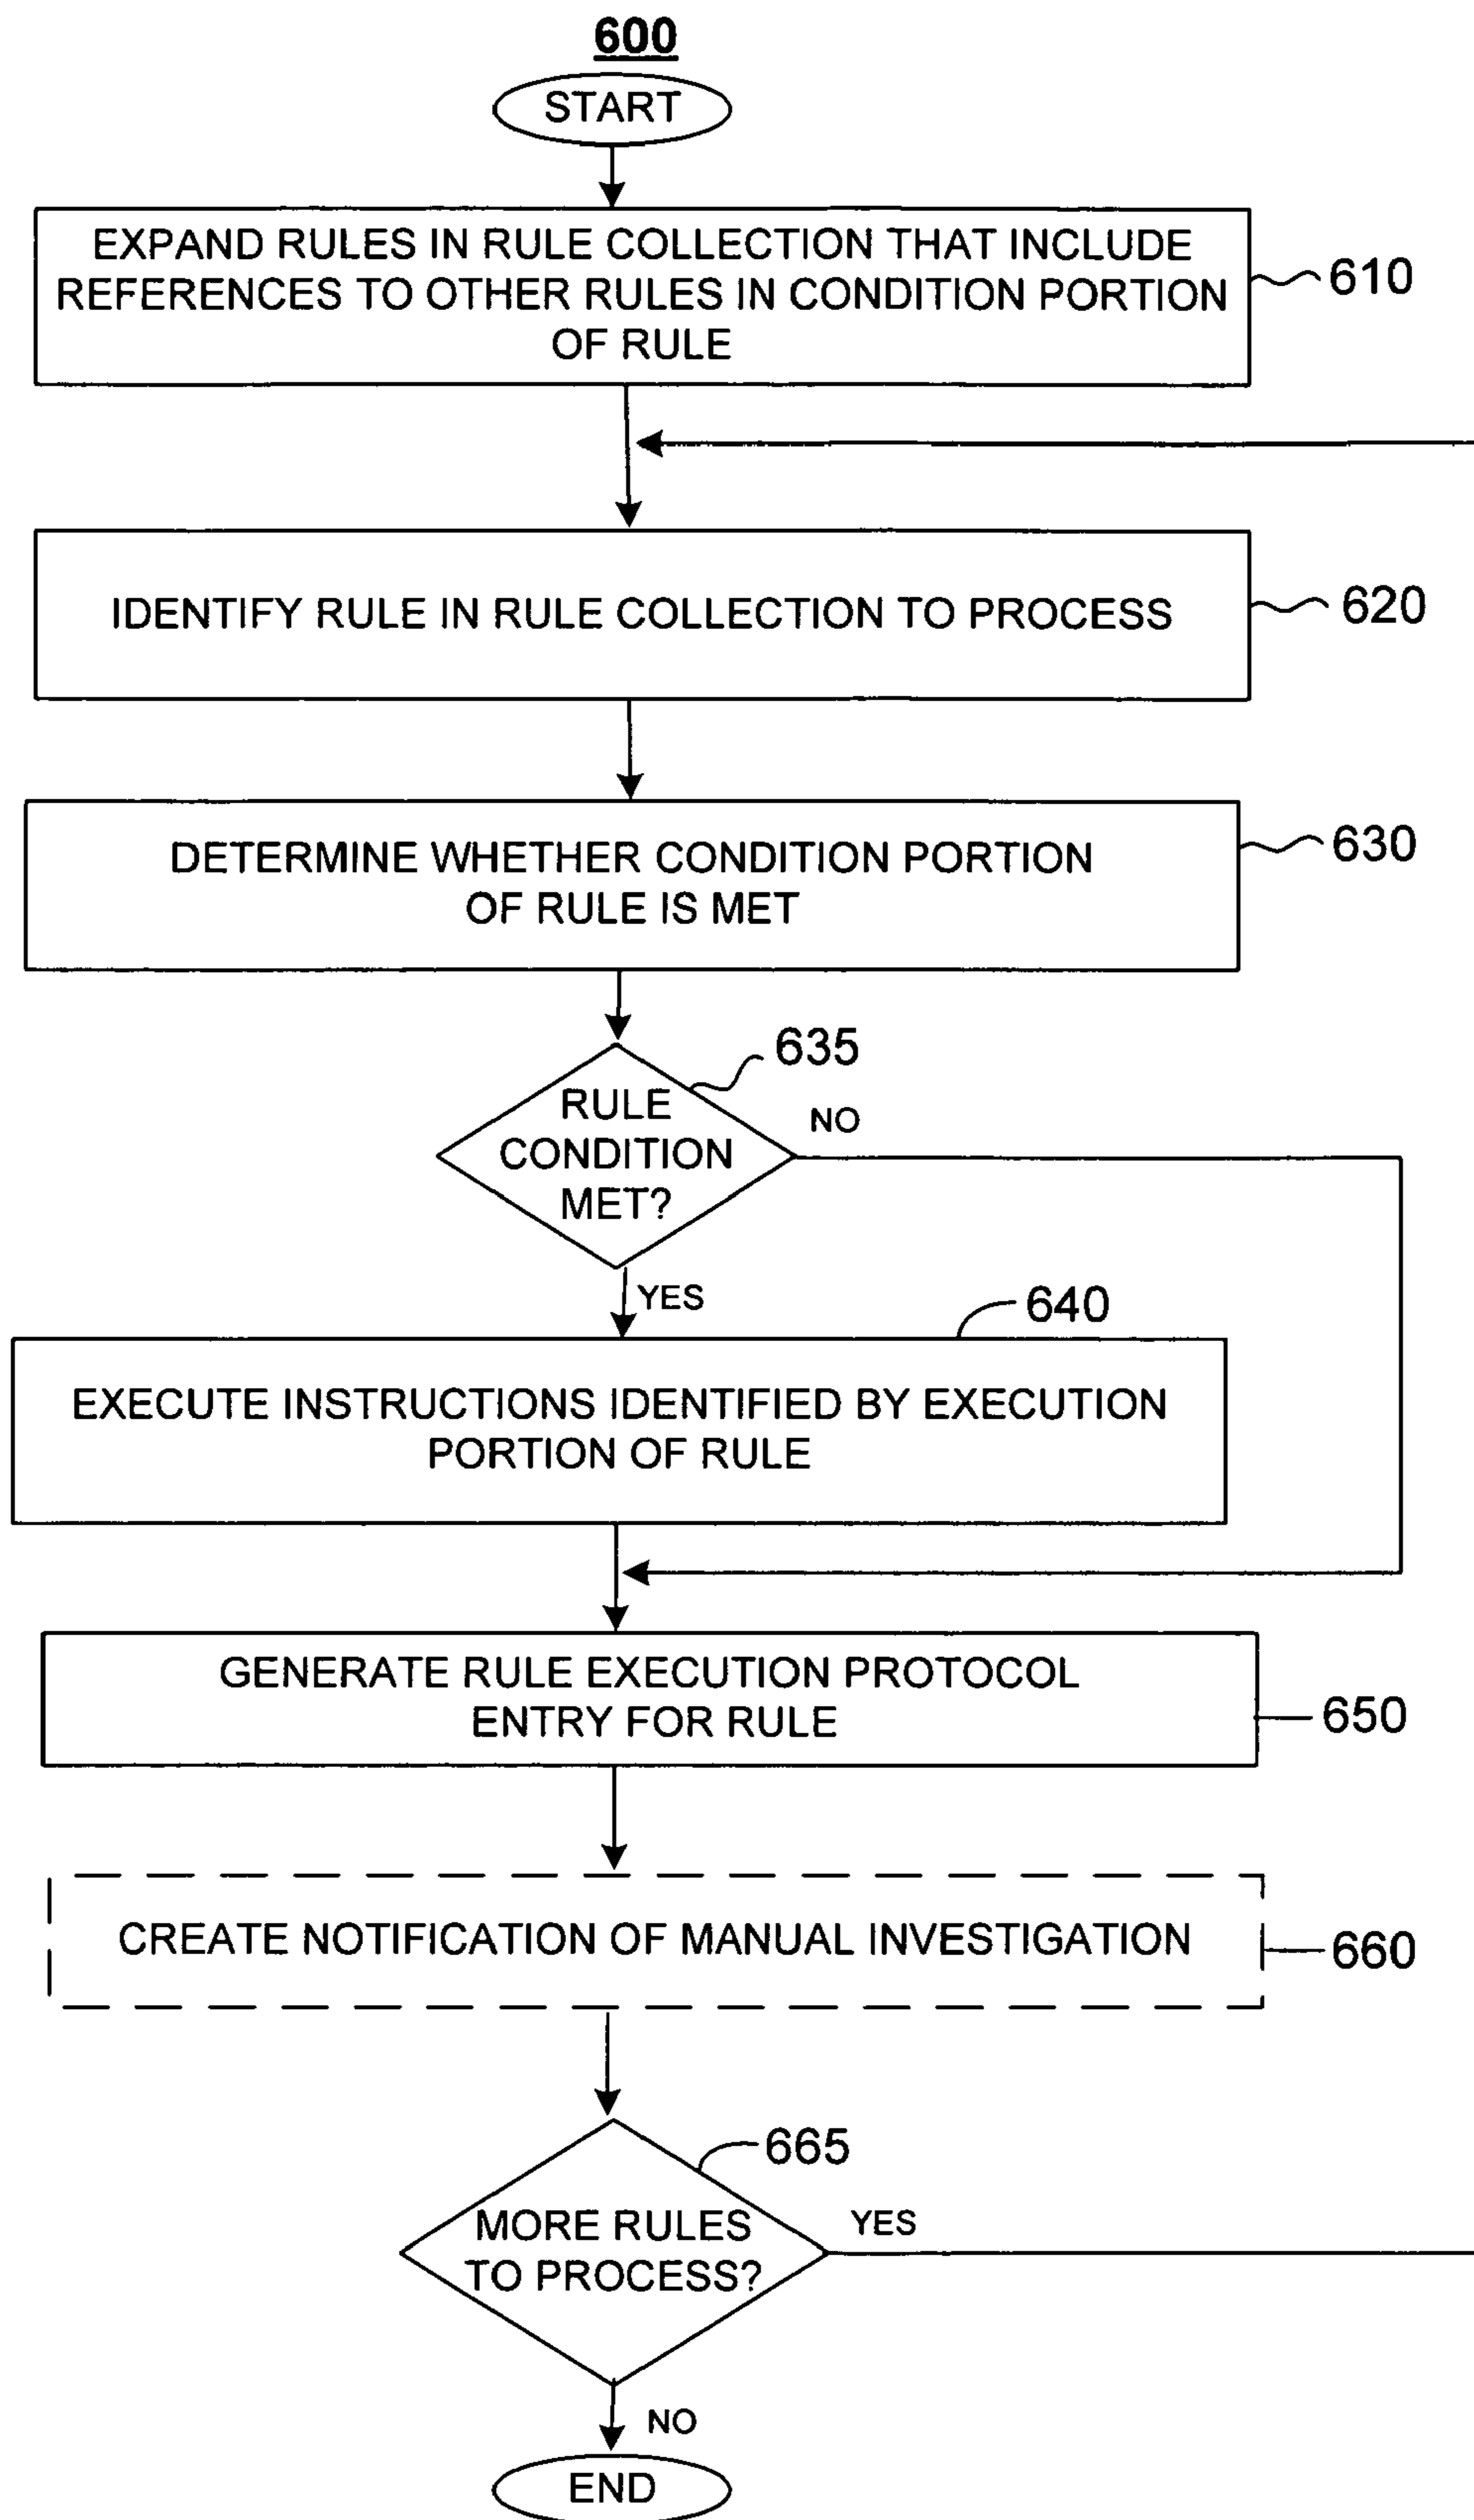 600
START
EXPAND RULES IN RULE COLLECTION THAT INCLUDE
REFERENCES TO OTHER RULES IN CONDITION PORTION
OF RULE
610
IDENTIFY RULE IN RULE COLLECTION TO PROCESS
620
DETERMINE WHETHER CONDITION PORTION
OF RULE IS MET
630
635
RULE
CONDITION
MET?
NO
YES
640
EXECUTE INSTRUCTIONS IDENTIFIED BY EXECUTION
PORTION OF RULE
GENERATE RULE EXECUTION PROTOCOL
ENTRY FOR RULE
650
CREATE NOTIFICATION OF MANUAL INVESTIGATION
660
665
MORE RULES
TO PROCESS?
YES
NO
END